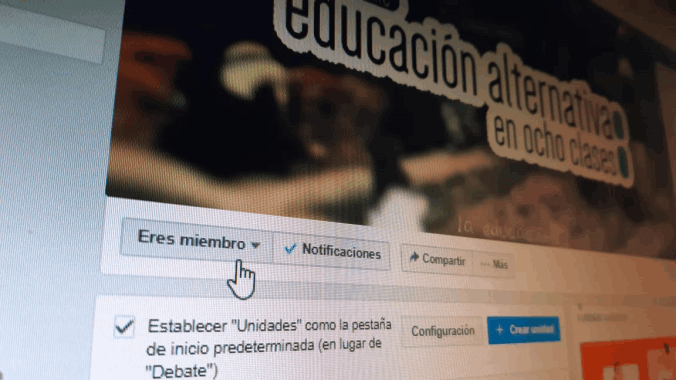 educación alternativa:
en ocho clases:
Eres miembro
Notificaciones
Compartir
Más
Establecer "Unidades" como la pestaña
de inicio predeterminada (en lugar de
"Debate")
Configuración
+ Crear unidad